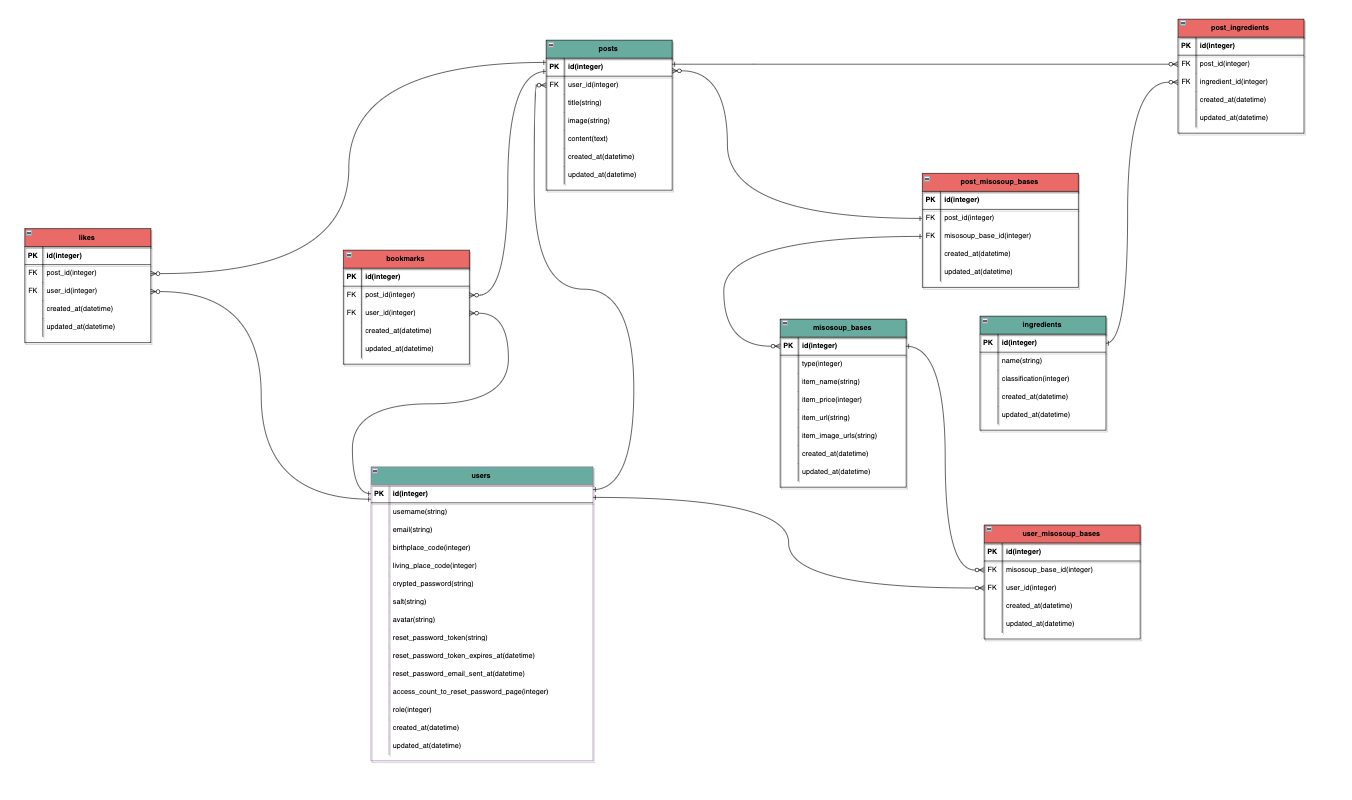 posts
PK id(integer)
FK user_id(integer)
title(string)
image(string)
content(text)
created_at(datetime)
updated_at(datetime)
post_ingredients
PK id(integer)
FK post_id(integer)
FK ingredient_id(integer)
created_at(datetime)
updated_at(datetime)
post_misosoup_bases
PK id(integer)
FK post_id(integer)
FK misosoup_base_id(integer)
created_at(datetime)
updated_at(datetime)
likes
PK id(integer)
FK post_id(integer)
FK user_id(integer)
created_at(datetime)
updated_at(datetime)
bookmarks
PK id(integer)
FK post_id(integer)
FK user_id(integer)
created_at(datetime)
updated_at(datetime)
misosoup_bases
PK id(integer)
type(integer)
item_name(string)
item_price(integer)
item_url(string)
item_image_urls(string)
created_at(datetime)
updated_at(datetime)
ingredients
PK id(integer)
name(string)
classification(integer)
created_at(datetime)
updated_at(datetime)
users
PK id(integer)
username(string)
email(string)
birthplace_code(integer)
living_place_code(integer)
crypted_password(string)
salt(string)
avatar(string)
reset_password_token(string)
reset_password_token_expires_at(datetime)
reset_password_email_sent_at(datetime)
access_count_to_reset_password_page(integer)
role(integer)
created_at(datetime)
updated_at(datetime)
user_misosoup_bases
PK id(integer)
FK misosoup_base_id(integer)
FK user_id(integer)
created_at(datetime)
updated_at(datetime)